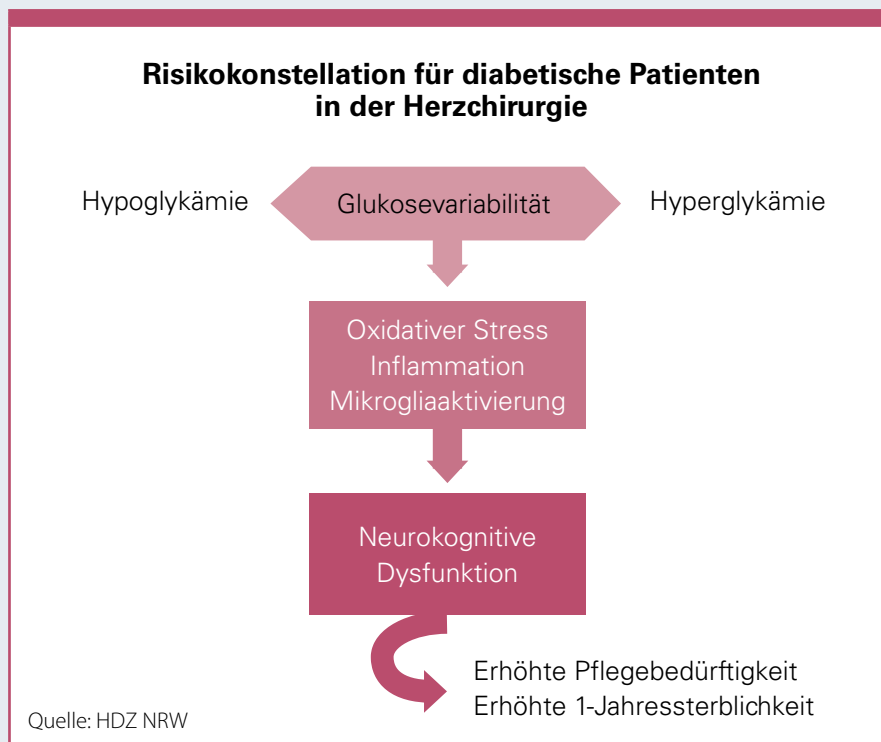 Risikokonstellation für diabetische Patienten
in der Herzchirurgie
Hypoglykämie
Glukosevariabilität
Hyperglykämie
Oxidativer Stress
Inflammation
Mikrogliaaktivierung
Neurokognitive
Dysfunktion
Erhöhte Pflegebedürftigkeit
Erhöhte 1-Jahressterblichkeit
Quelle: HDZ NRW